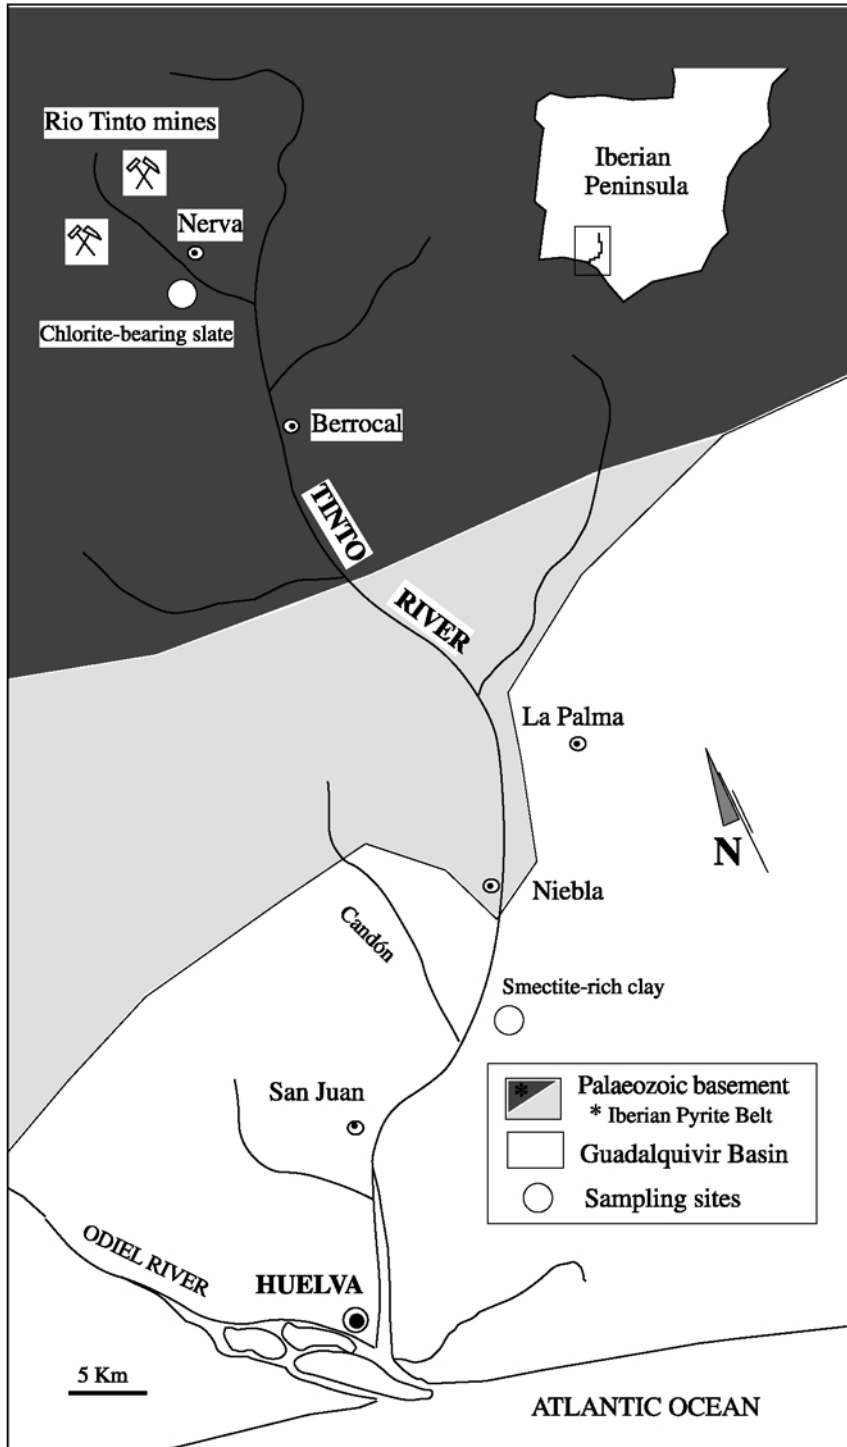 Rio Tinto mines
Iberian
Peninsula
Nerva
Chlorite-bearing slate
Berrocal
TINTO
RIVER
La Palma
N
Niebla
Candón
Smectite-rich clay
San Juan
* Palaeozoic basement
* Iberian Pyrite Belt
Guadalquivir Basin
Sampling sites
ODIEL RIVER
HUELVA
5 Km
ATLANTIC OCEAN